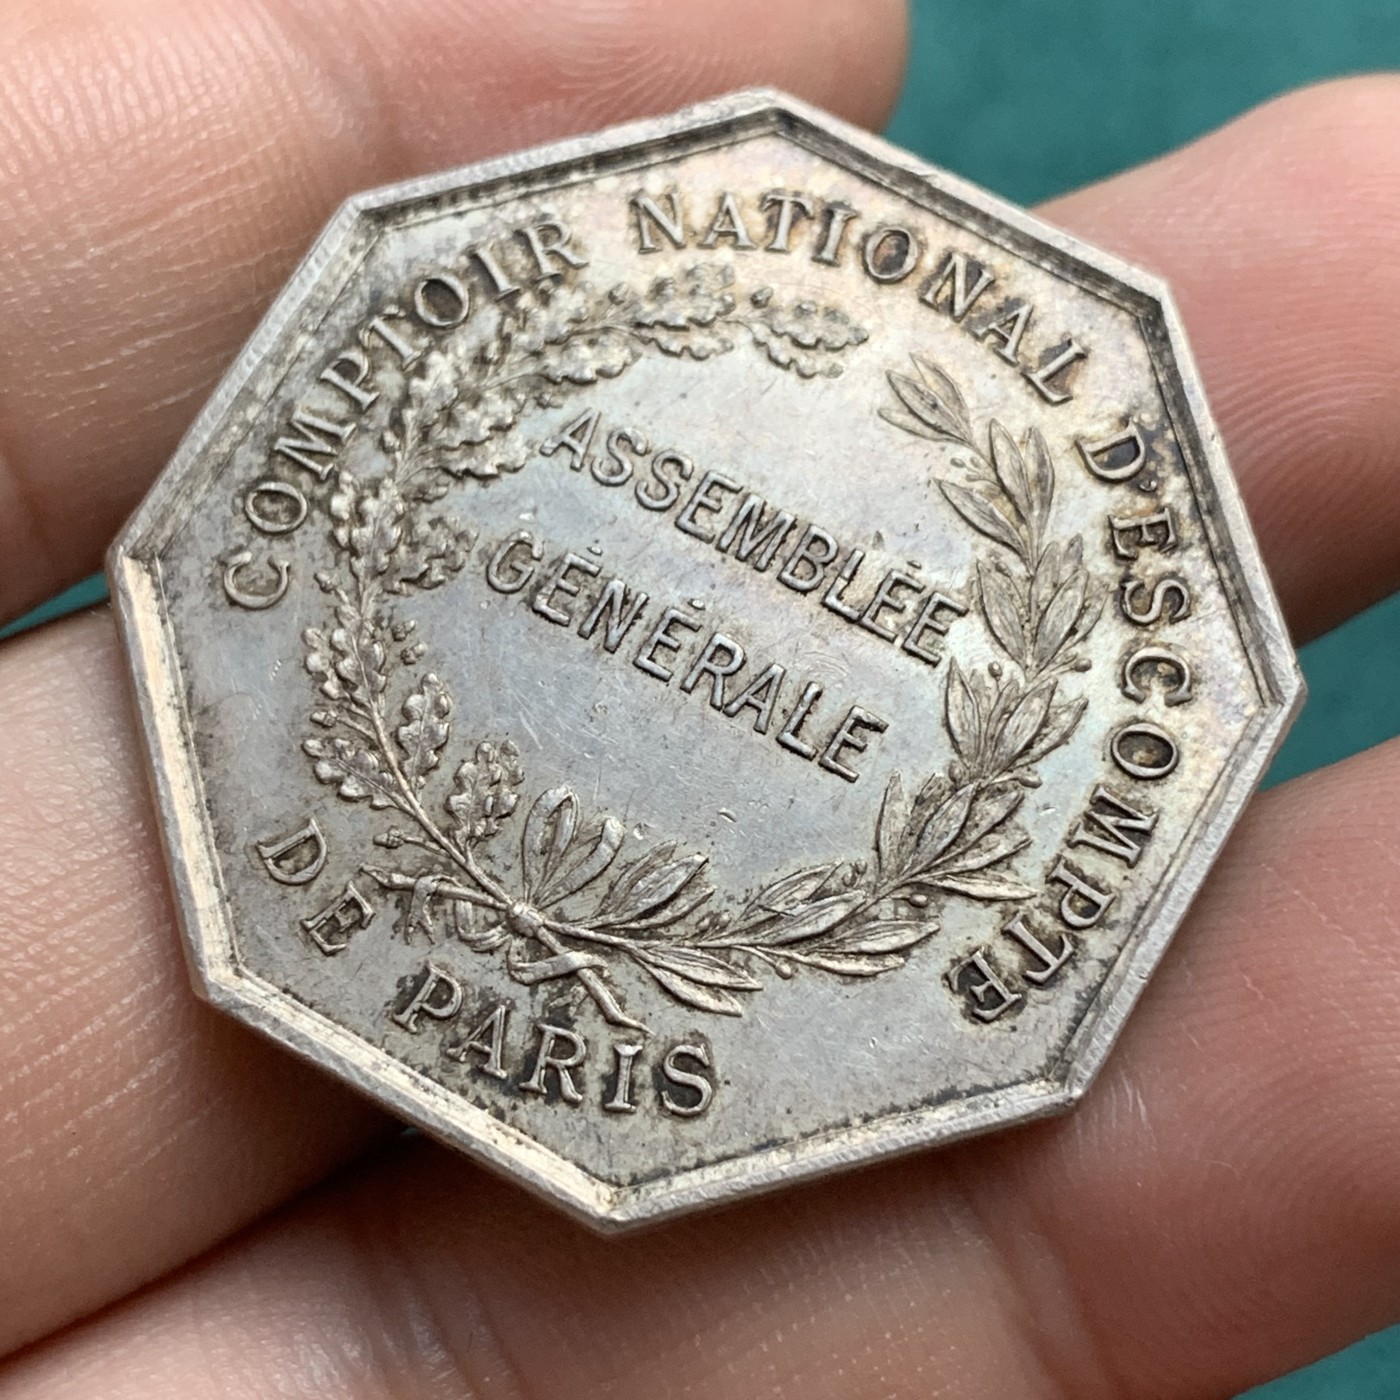 COMPTOIR NATIONAL D'ESCOMPTE
DE PARIS
ASSEMBLÉE
GÉNÉRALE